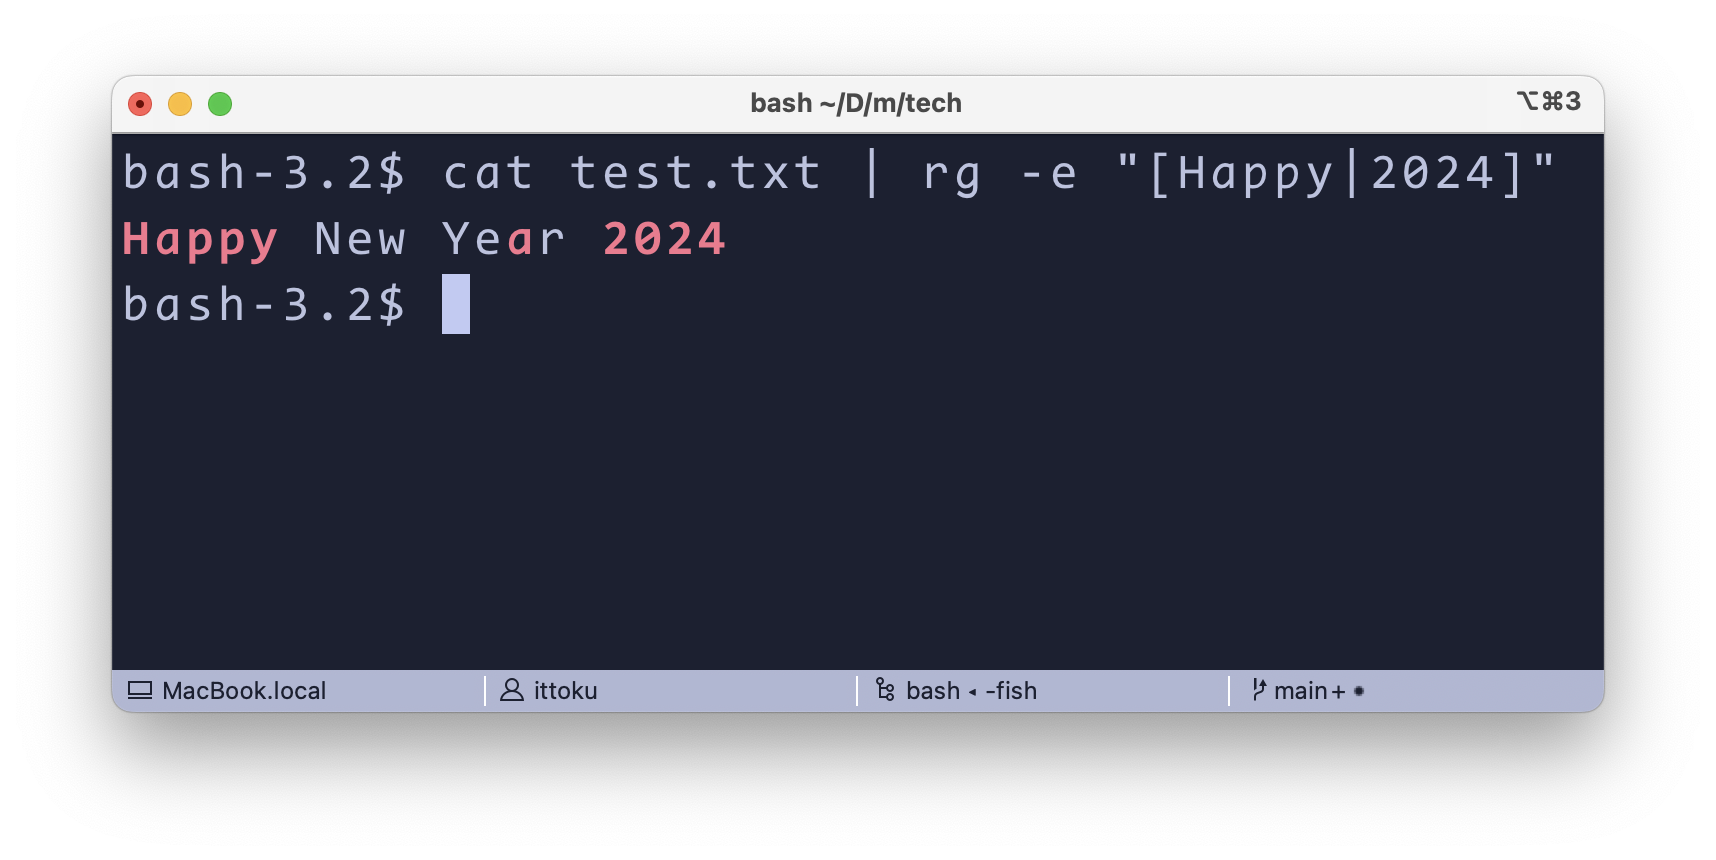 bash ~/D/m/tech
⌥⌘3
bash-3.2$ cat test.txt | rg -e "[Happy|2024]"
Happy New Year 2024
bash-3.2$
MacBook.local
ittoku
bash ◂ -fish
main+ •